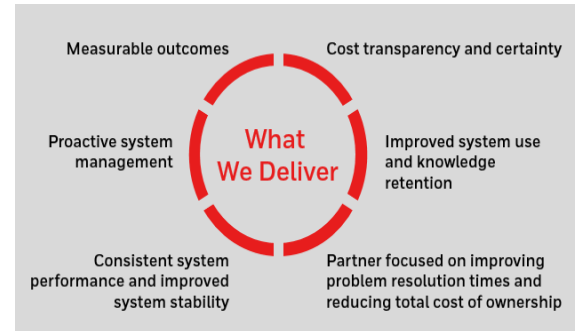 Measurable outcomes
Cost transparency and certainty
What
We Deliver
Proactive system
management
Improved system use
and knowledge
retention
Consistent system
performance and improved
system stability
Partner focused on improving
problem resolution times and
reducing total cost of ownership